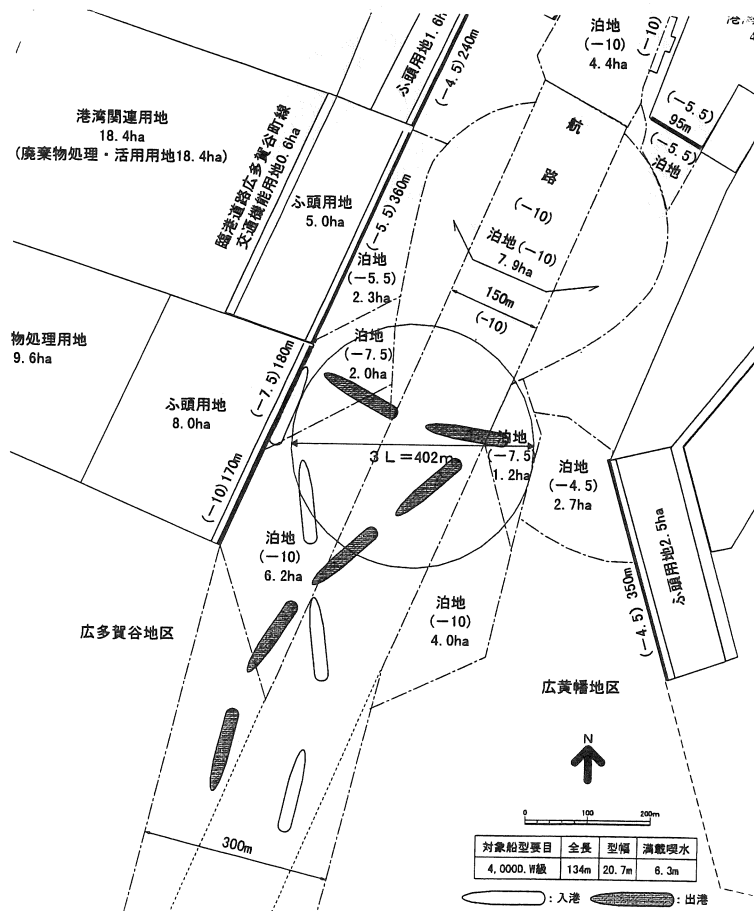 ふ頭用地1.6h
(－4.5)240m
泊地
(－10)
4.4ha
(－10)
(－5.5)
95m
(－5.5)
泊地
港湾関連用地
18.4ha
(廃棄物処理・活用用地18.4ha)
臨港道路広多賀谷町線
交通機能用地0.6ha
ふ頭用地
5.0ha
(－5.5)360m
航
路
(－10)
泊地(－10)
7.9ha
150m
(-10)
泊地
(－5.5)
2.3ha
泊地
(－7.5)
2.0ha
物処理用地
9.6ha
ふ頭用地
8.0ha
(－7.5)180m
(－10)170m
3L＝402m
泊地
(－7.5)
1.2ha
泊地
(－4.5)
2.7ha
泊地
(－10)
6.2ha
泊地
(－10)
4.0ha
ふ頭用地2.5ha
(－4.5) 350m
広多賀谷地区
広黄幡地区
N
0 100 200m
対象船型要目 全長 型幅 満載喫水
4,000D.W級 134m 20.7m 6.3m
:入港 :出港
300m